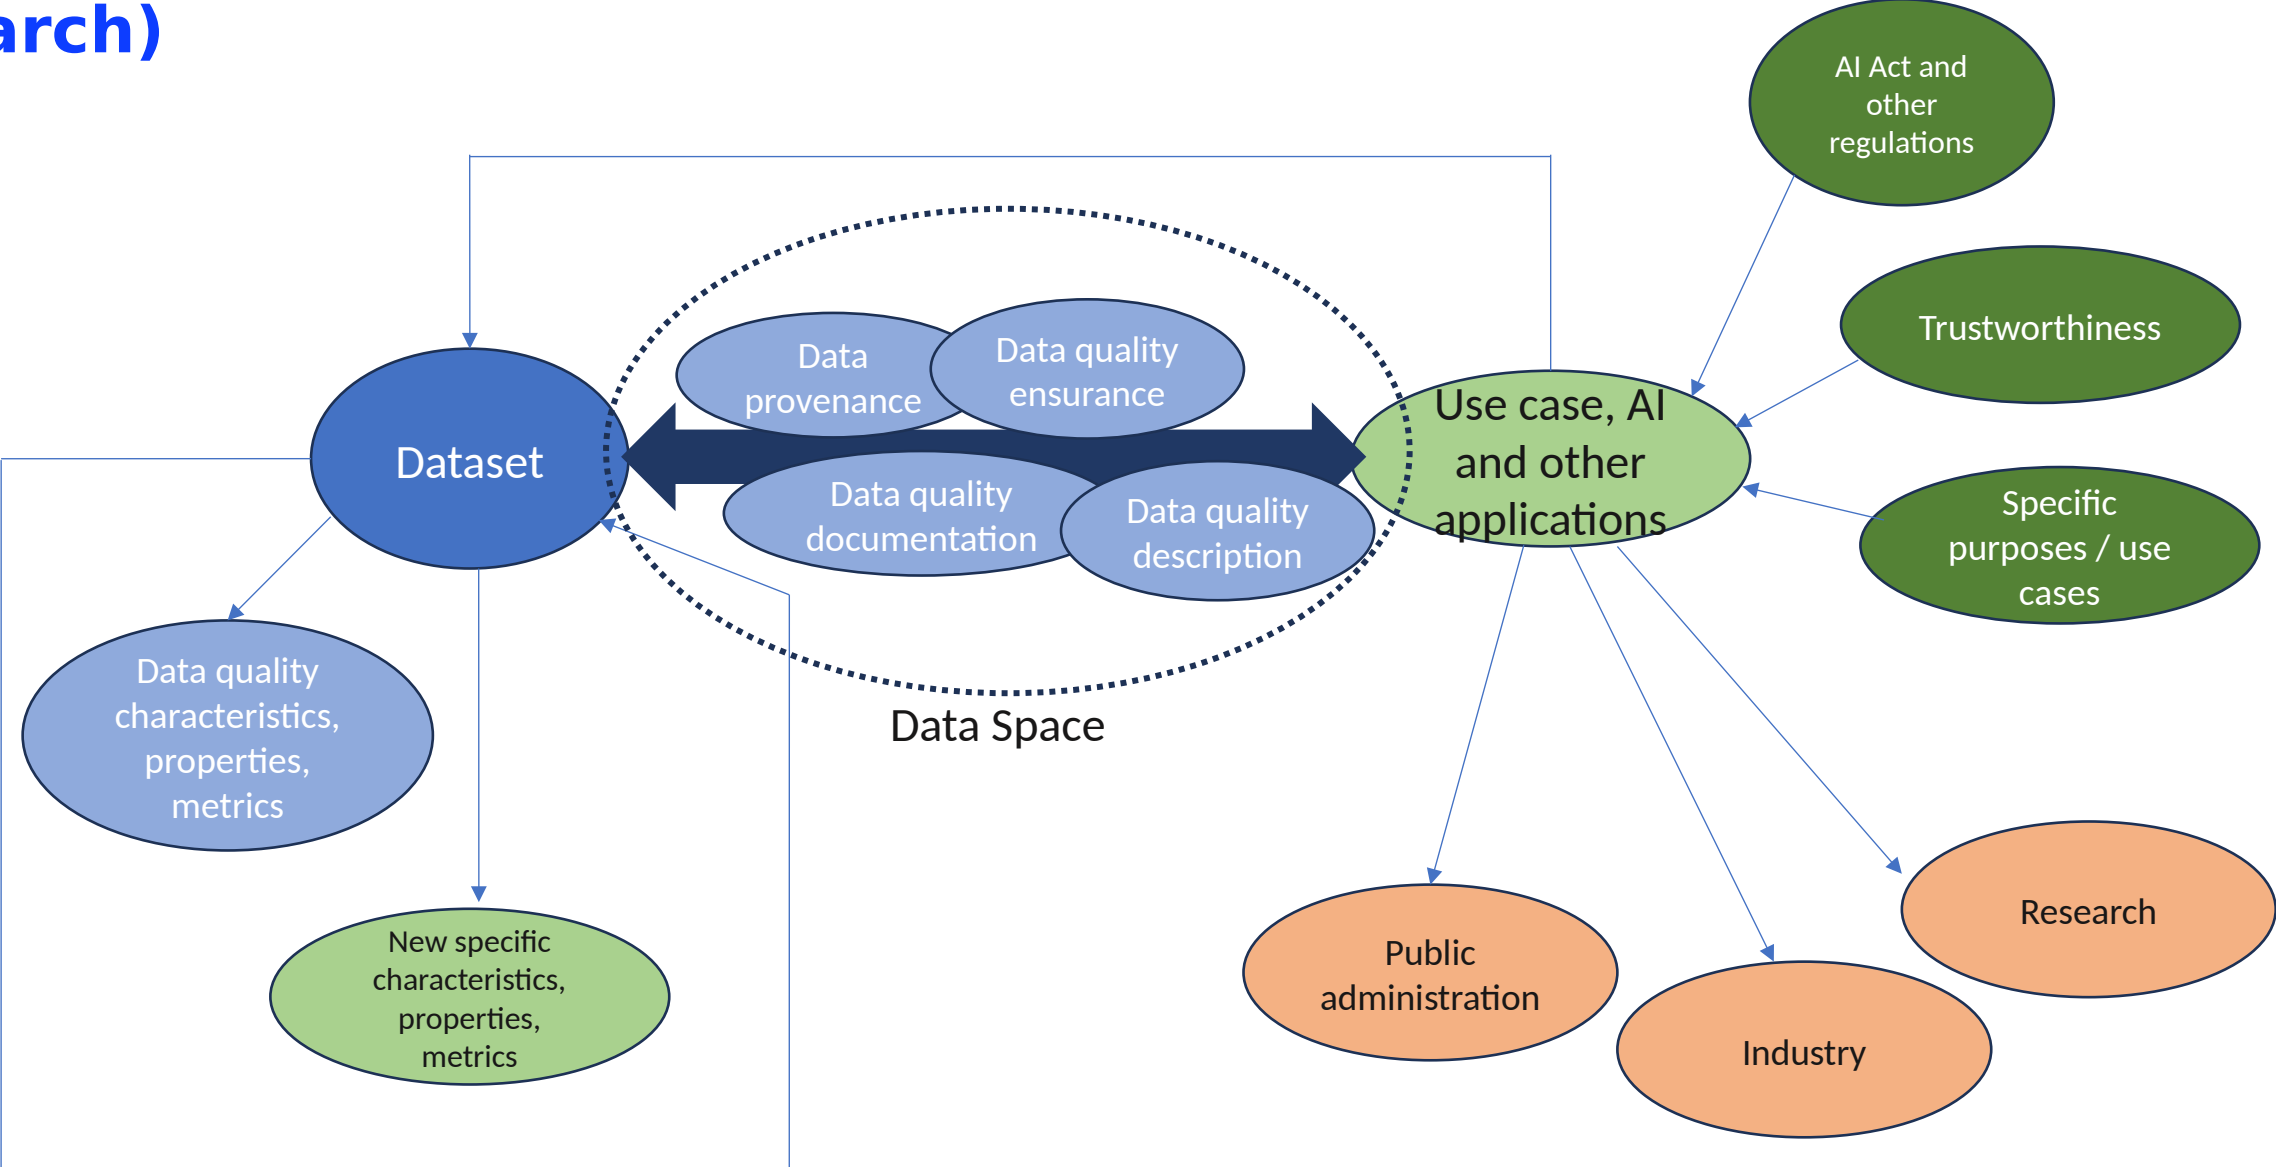 arch)
AI Act and
other
regulations
Trustworthiness
Data
provenance
Data quality
ensurance
Use case, AI
and other
applications
Dataset
Data quality
documentation
Data quality
description
Specific
purposes / use
cases
Data quality
characteristics,
properties,
metrics
Data Space
New specific
characteristics,
properties,
metrics
Public
administration
Industry
Research